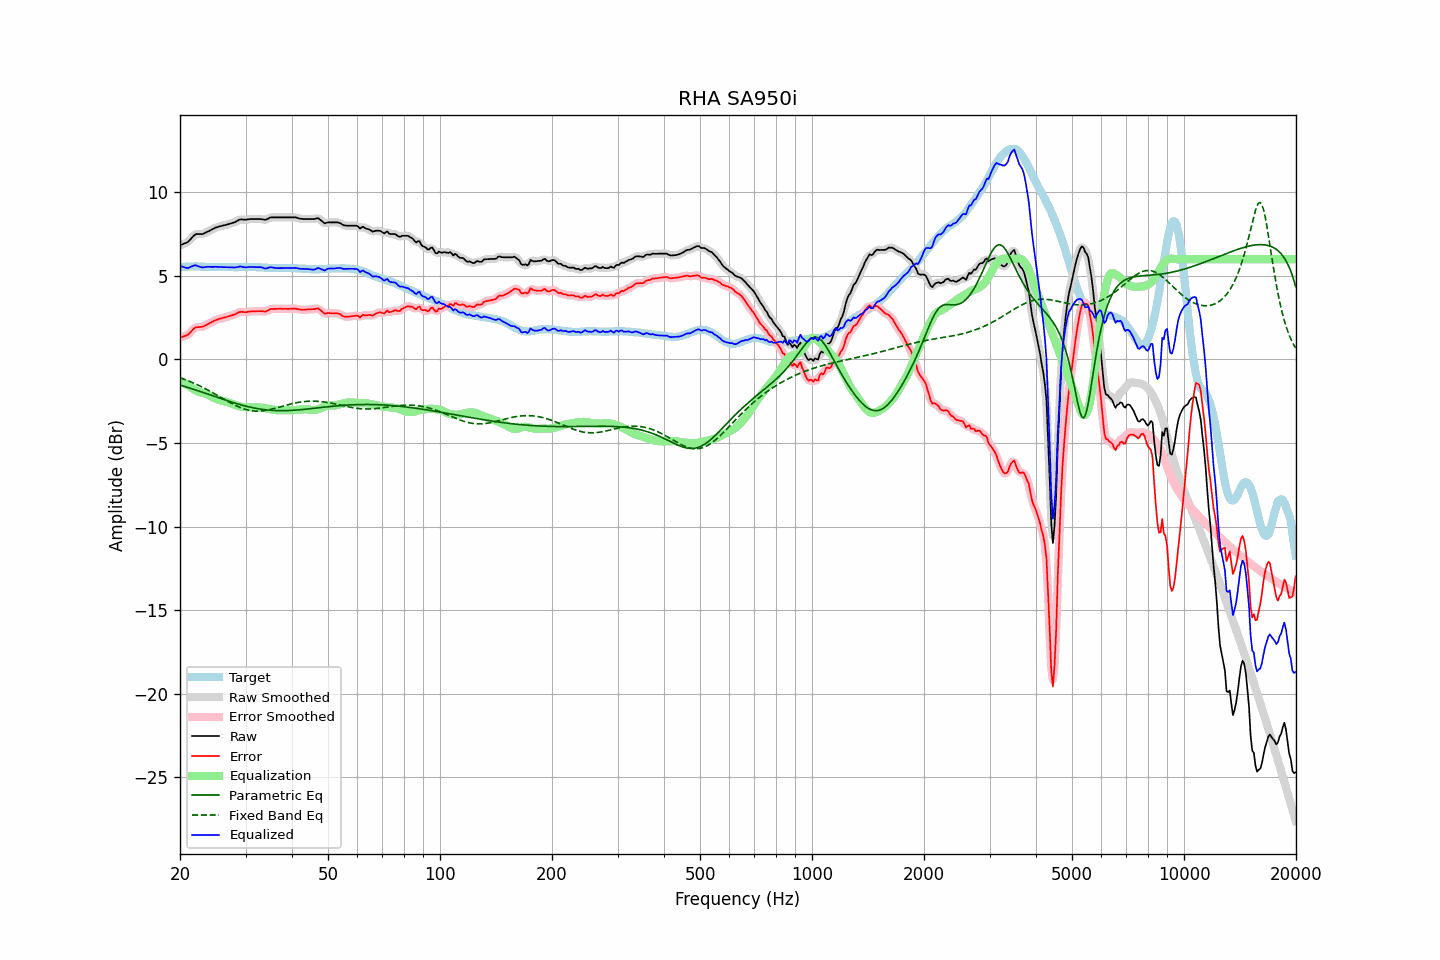 RHA SA950i
10
5
0
−5
−10
−15
−20
−25
Amplitude (dBr)
Target
Raw Smoothed
Error Smoothed
Raw
Error
Equalization
Parametric Eq
Fixed Band Eq
Equalized
20 50 100 200 500 1000 2000 5000 10000 20000
Frequency (Hz)